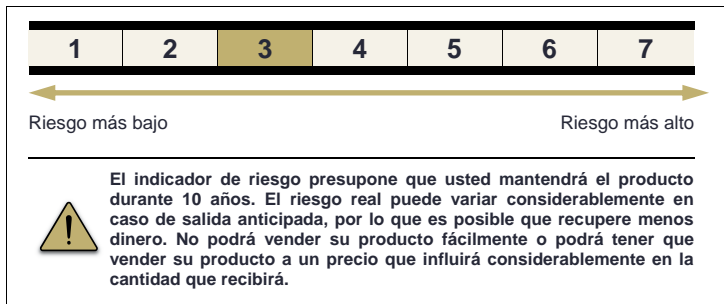 1 2 3 4 5 6 7
Riesgo más bajo Riesgo más alto
El indicador de riesgo presupone que usted mantendrá el producto
durante 10 años. El riesgo real puede variar considerablemente en
caso de salida anticipada, por lo que es posible que recupere menos
dinero. No podrá vender su producto fácilmente o podrá tener que
vender su producto a un precio que influirá considerablemente en la
cantidad que recibirá.